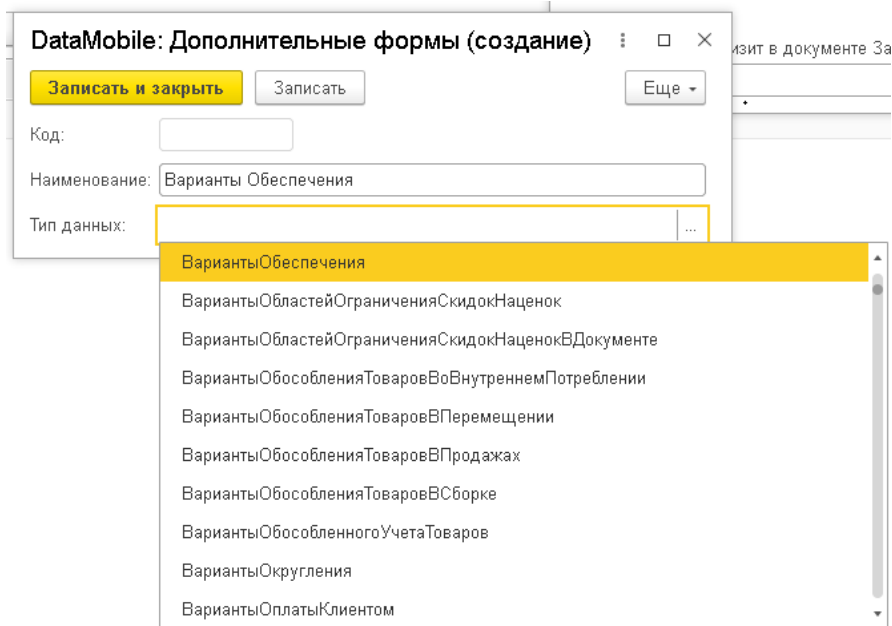 DataMobile: Дополнительные формы (создание)
изит в документе За
Записать и закрыть
Записать
Еще
Код:
Наименование: Варианты Обеспечения
Тип данных:
...
ВариантыОбеспечения
ВариантыОбластейОграниченияСкидокНаценок
ВариантыОбластейОграниченияСкидокНаценокВДокументе
ВариантыОбособленияТоваровВоВнутреннемПотреблении
ВариантыОбособленияТоваровВПеремещении
ВариантыОбособленияТоваровВПродажах
ВариантыОбособленияТоваровВСборке
ВариантыОбособленногоУчетаТоваров
ВариантыОкругления
ВариантыОплатыКлиентом